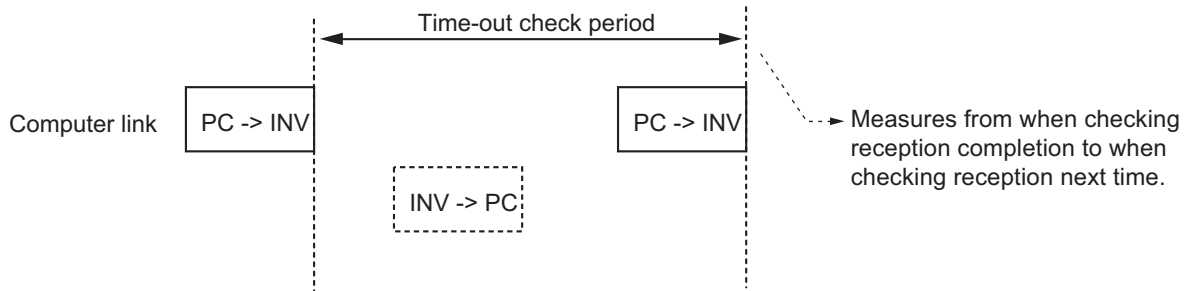 Time-out check period
Computer link
PC -> INV
PC -> INV
INV -> PC
Measures from when checking
reception completion to when
checking reception next time.